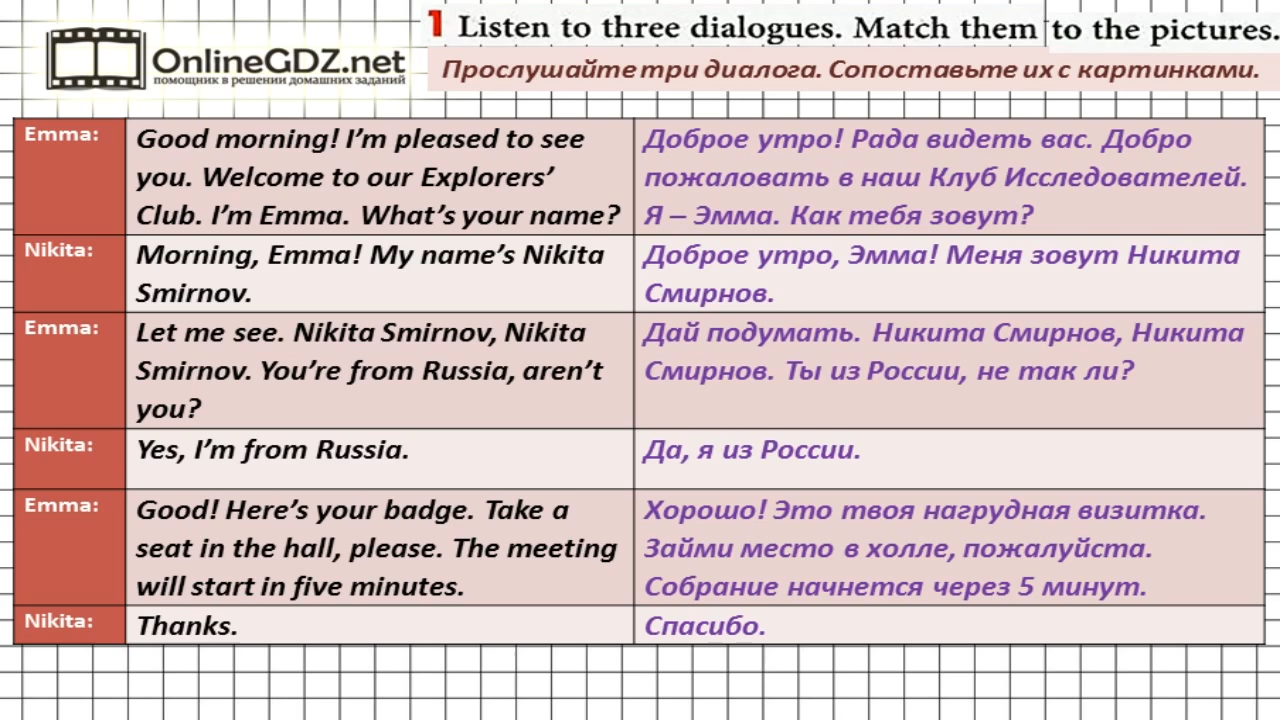 OnlineGDZ.net
помощник в решении домашних заданий
1 Listen to three dialogues. Match them to the pictures.
Прослушайте три диалога. Сопоставьте их с картинками.
Emma:
Good morning! I’m pleased to see
you. Welcome to our Explorers’
Club. I’m Emma. What’s your name?
Доброе утро! Рада видеть вас. Добро
пожаловать в наш Клуб Исследователей.
Я – Эмма. Как тебя зовут?
Nikita:
Morning, Emma! My name’s Nikita
Smirnov.
Доброе утро, Эмма! Меня зовут Никита
Смирнов.
Emma:
Let me see. Nikita Smirnov, Nikita
Smirnov. You’re from Russia, aren’t
you?
Дай подумать. Никита Смирнов, Никита
Смирнов. Ты из России, не так ли?
Nikita:
Yes, I’m from Russia.
Да, я из России.
Emma:
Good! Here’s your badge. Take a
seat in the hall, please. The meeting
will start in five minutes.
Хорошо! Это твоя нагрудная визитка.
Займи место в холле, пожалуйста.
Собрание начнется через 5 минут.
Nikita:
Thanks.
Спасибо.